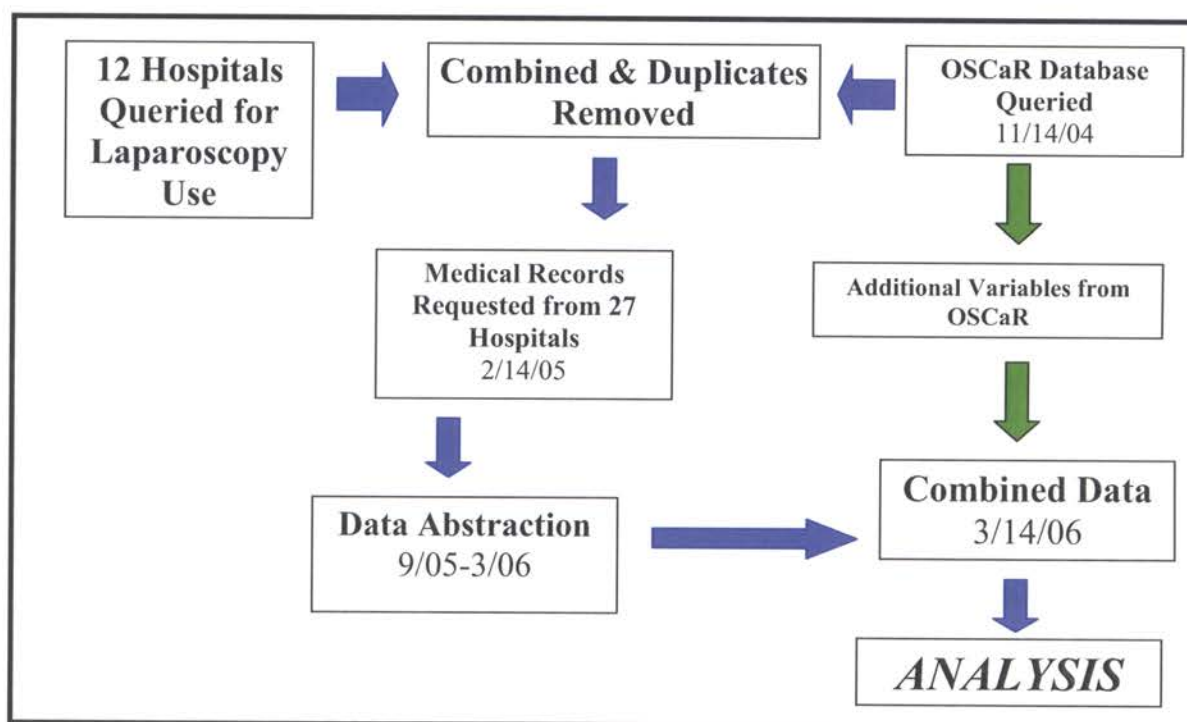 12 Hospitals
Queried for
Laparoscopy
Use
Combined & Duplicates
Removed
OSCaR Database
Queried
11/14/04
Medical Records
Requested from 27
Hospitals
2/14/05
Additional Variables from
OSCaR
Data Abstraction
9/05-3/06
Combined Data
3/14/06
ANALYSIS